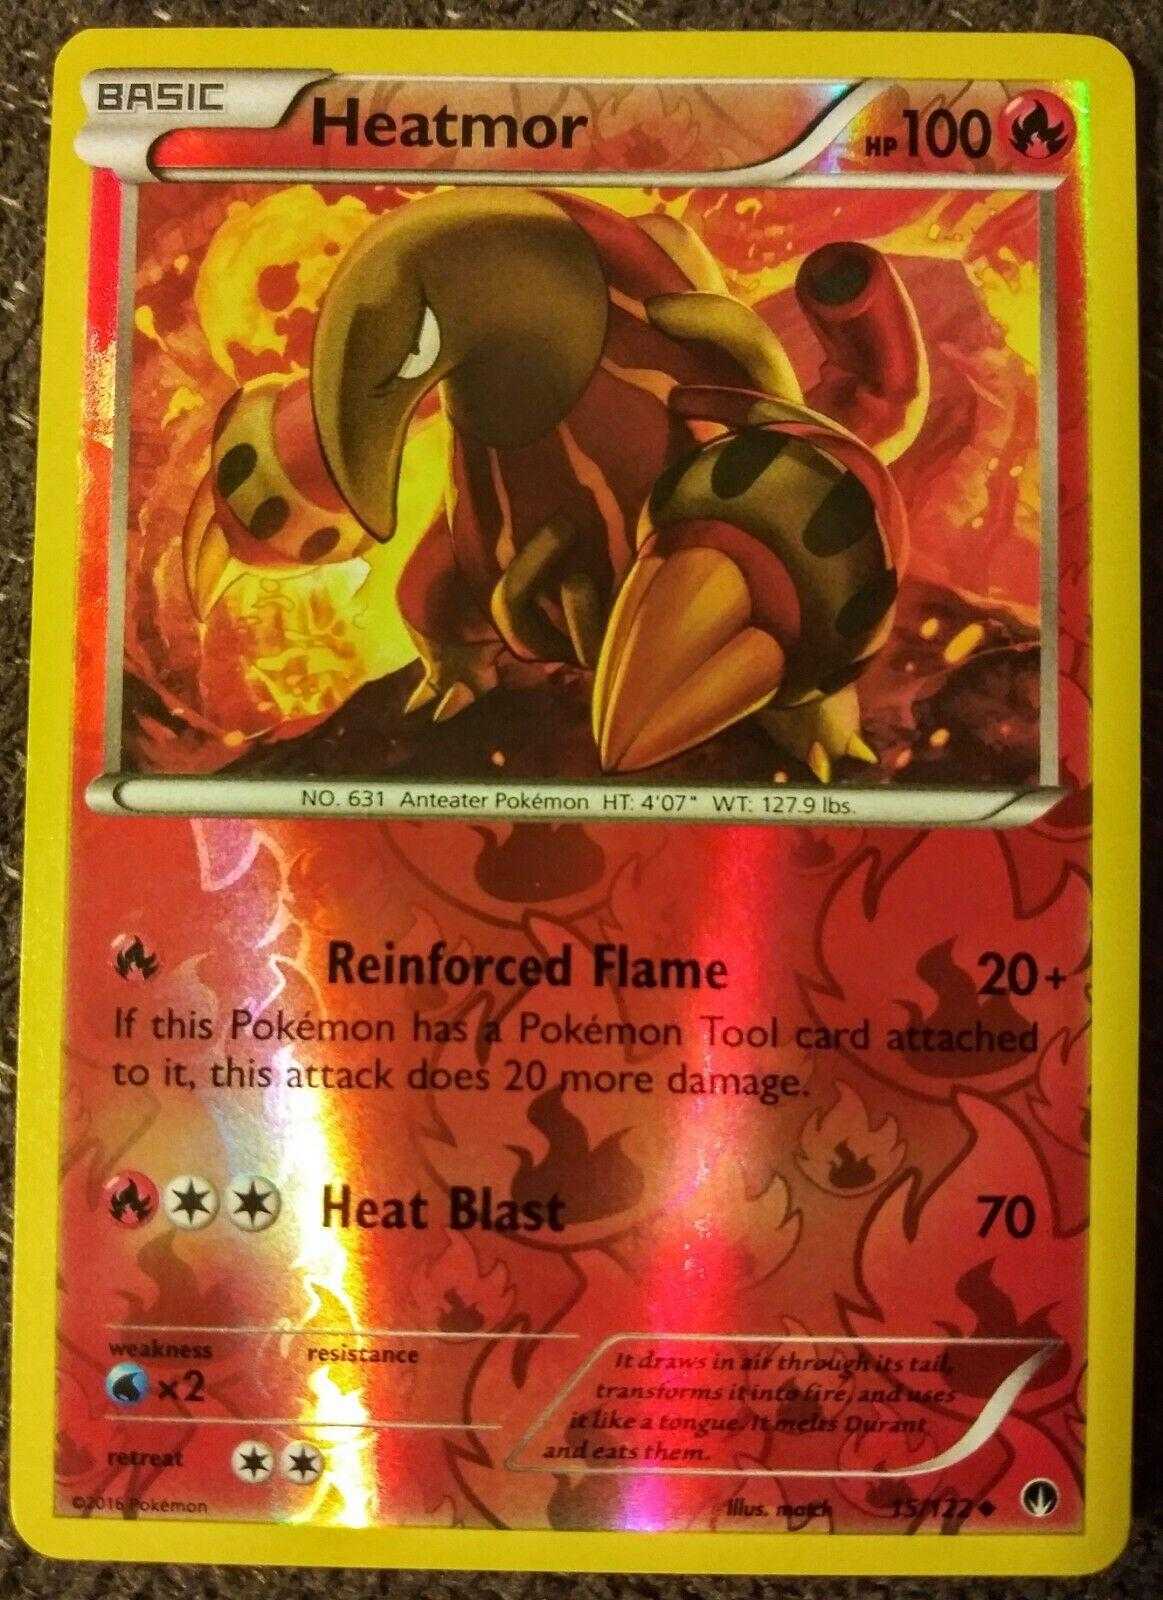 BASIC
Heatmor
HP 100
NO. 631 Anteater Pokémon HT: 4'07" WT: 127.9 lbs.
Reinforced Flame 20+
If this Pokémon has a Pokémon Tool card attached
to it, this attack does 20 more damage.
Heat Blast 70
weakness resistance
×2
It draws in air through its tail,
transforms it into fire, and uses
it like a tongue. It melts Durant
and eats them.
retreat
©2016 Pokémon
Illus. match 15/122